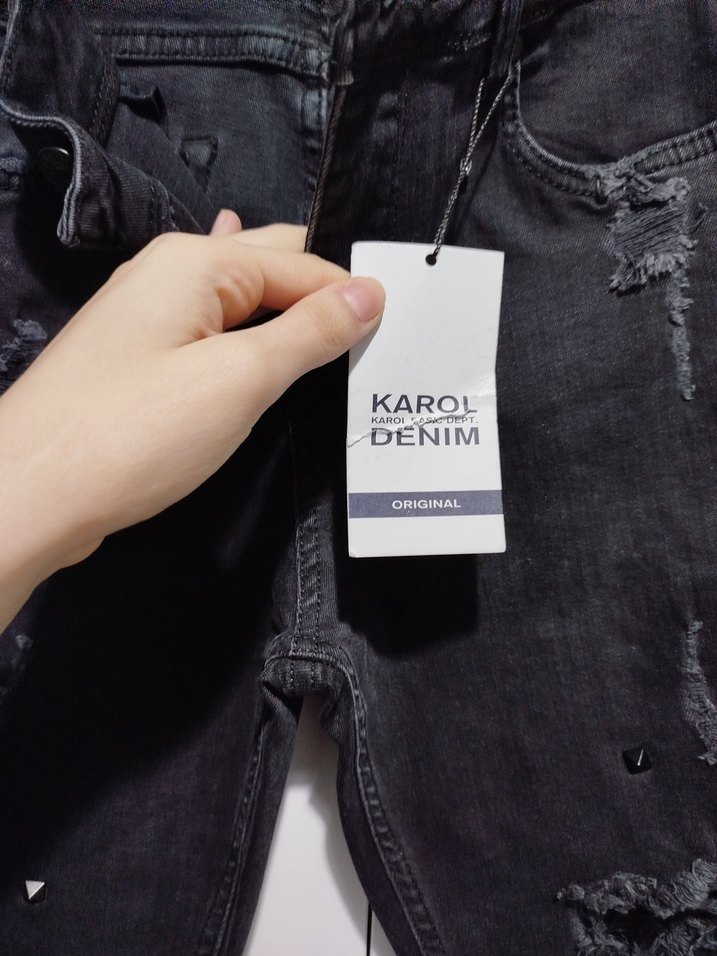 KAROL
KAROL BASIC DEPT.
DENIM
ORIGINAL